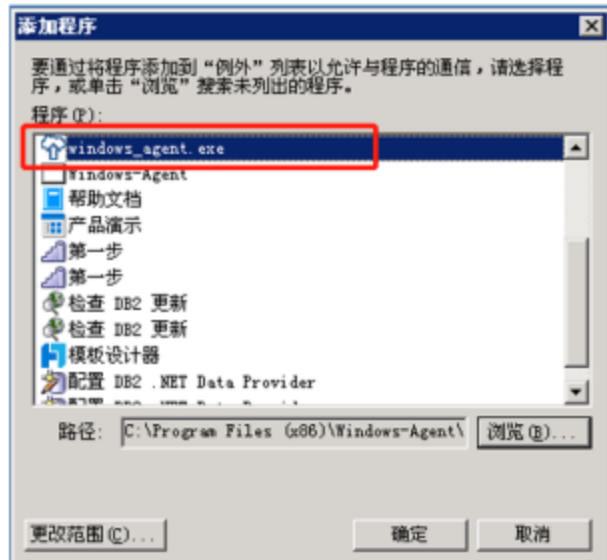 添加程序
要通过将程序添加到“例外”列表以允许与程序的通信，请选择程
序，或单击“浏览”搜索未列出的程序。
程序(P):
windows_agent.exe
Windows-Agent
帮助文档
产品演示
第一步
第一步
检查 DB2 更新
检查 DB2 更新
模板设计器
配置 DB2 .NET Data Provider
路径: C:\Program Files (x86)\Windows-Agent\ 浏览(B)...
更改范围(C)... 确定 取消